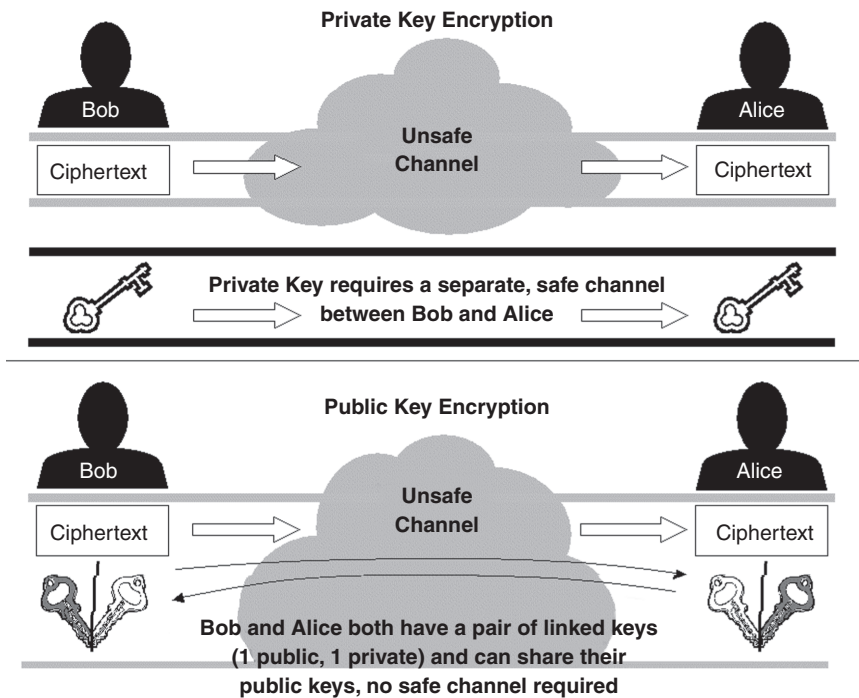 Private Key Encryption
Bob
Alice
Unsafe
Channel
Ciphertext
Ciphertext
Private Key requires a separate, safe channel
between Bob and Alice
Public Key Encryption
Bob
Alice
Unsafe
Channel
Ciphertext
Ciphertext
Bob and Alice both have a pair of linked keys
(1 public, 1 private) and can share their
public keys, no safe channel required